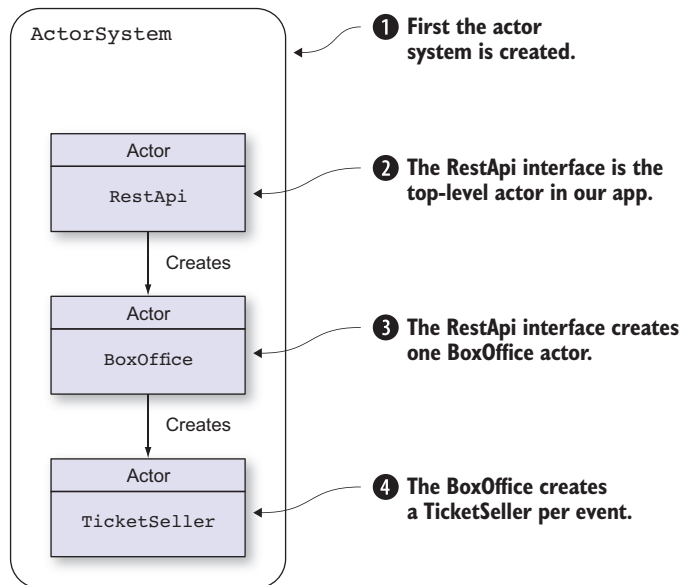 ActorSystem
1 First the actor
system is created.
Actor
RestApi
2 The RestApi interface is the
top-level actor in our app.
Creates
Actor
BoxOffice
3 The RestApi interface creates
one BoxOffice actor.
Creates
Actor
TicketSeller
4 The BoxOffice creates
a TicketSeller per event.